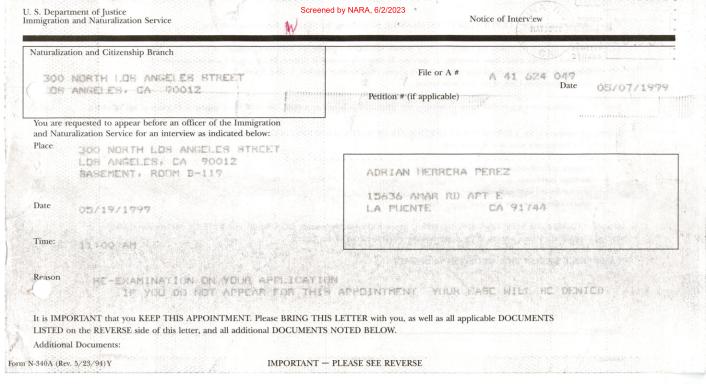 U. S. Department of Justice
Immigration and Naturalization Service
Screened by NARA, 6/2/2023
Notice of Interview
Naturalization and Citizenship Branch
300 NORTH LOS ANGELES STREET
LOS ANGELES, CA 90012
File or A # A 41 624 049
Date 05/07/1999
Petition # (if applicable)
You are requested to appear before an officer of the Immigration
and Naturalization Service for an interview as indicated below:
Place 300 NORTH LOS ANGELES STREET
LOS ANGELES, CA 90012
BASEMENT, ROOM B-119
ADRIAN HERRERA PEREZ
15636 AMAR RD APT E
LA PUENTE CA 91744
Date 05/19/1999
Time: 11:00 AM
Reason RE-EXAMINATION ON YOUR APPLICATION
IF YOU DO NOT APPEAR FOR THIS APPOINTMENT YOUR CASE WILL BE DENIED
It is IMPORTANT that you KEEP THIS APPOINTMENT. Please BRING THIS LETTER with you, as well as all applicable DOCUMENTS
LISTED on the REVERSE side of this letter, and all additional DOCUMENTS NOTED BELOW.
Additional Documents:
Form N-340A (Rev. 5/23/94)Y
IMPORTANT — PLEASE SEE REVERSE